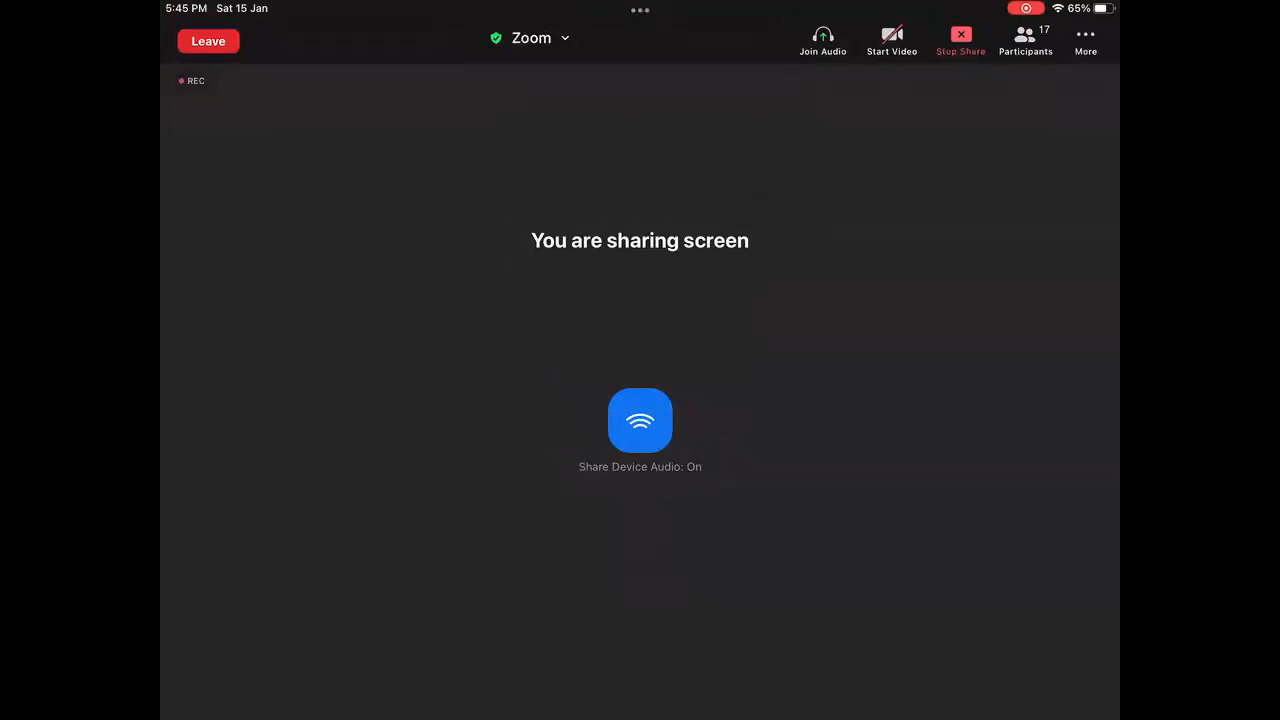 5:45 PM Sat 15 Jan
65%
Leave
Zoom
Join Audio
Start Video
Stop Share
Participants 17
More
REC
You are sharing screen
Share Device Audio: On